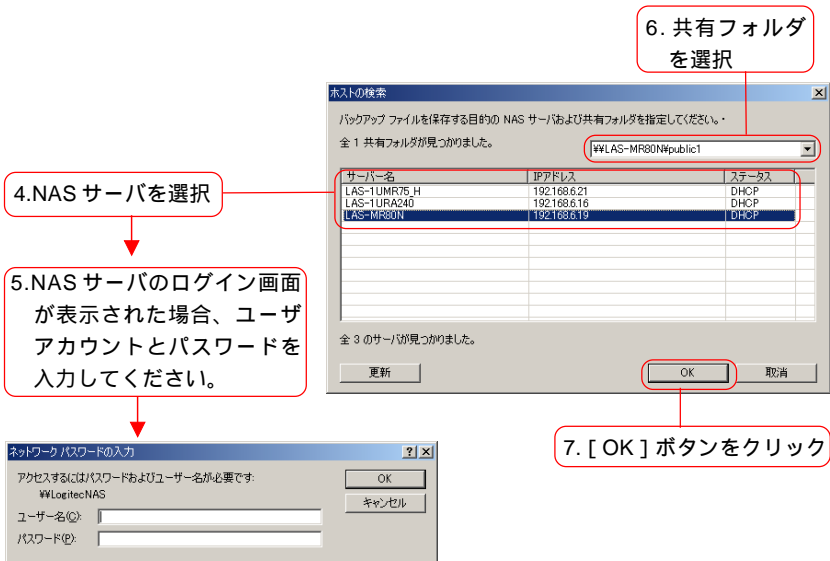 6. 共有フォルダ
を選択
ホストの検索
バックアップ ファイルを保存する目的の NAS サーバおよび共有フォルダを指定してください。・
全 1 共有フォルダが見つかりました。
¥¥LAS-MR80N¥public1
サーバー名 IPアドレス ステータス
LAS-1UMR75_H 192.168.6.21 DHCP
LAS-1URA240 192.168.6.16 DHCP
LAS-MR80N 192.168.6.19 DHCP
全 3 のサーバが見つかりました。
更新 OK 取消
4.NAS サーバを選択
5.NAS サーバのログイン画面
が表示された場合、ユーザ
アカウントとパスワードを
入力してください。
7. [ OK ] ボタンをクリック
ネットワーク パスワードの入力
アクセスするにはパスワードおよびユーザー名が必要です:
¥¥LogitecNAS
ユーザー名(C):
パスワード(P):
OK
キャンセル